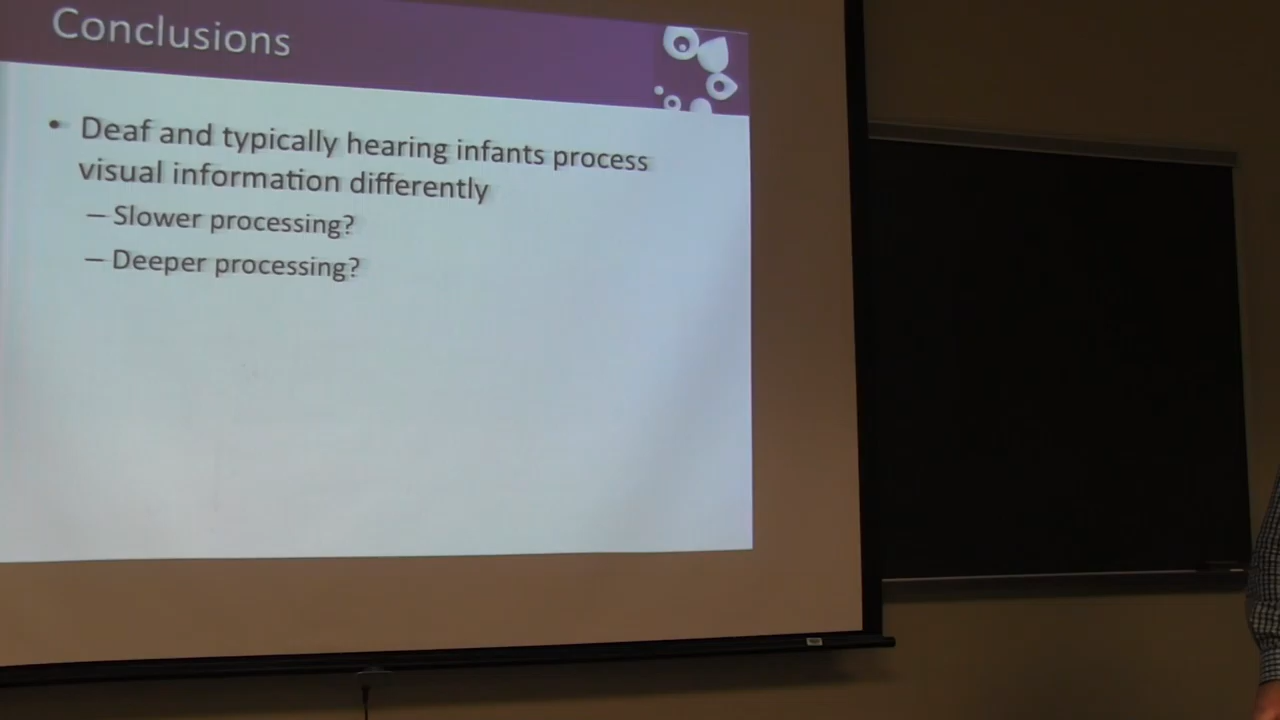 Conclusions
• Deaf and typically hearing infants process
visual information differently
– Slower processing?
– Deeper processing?